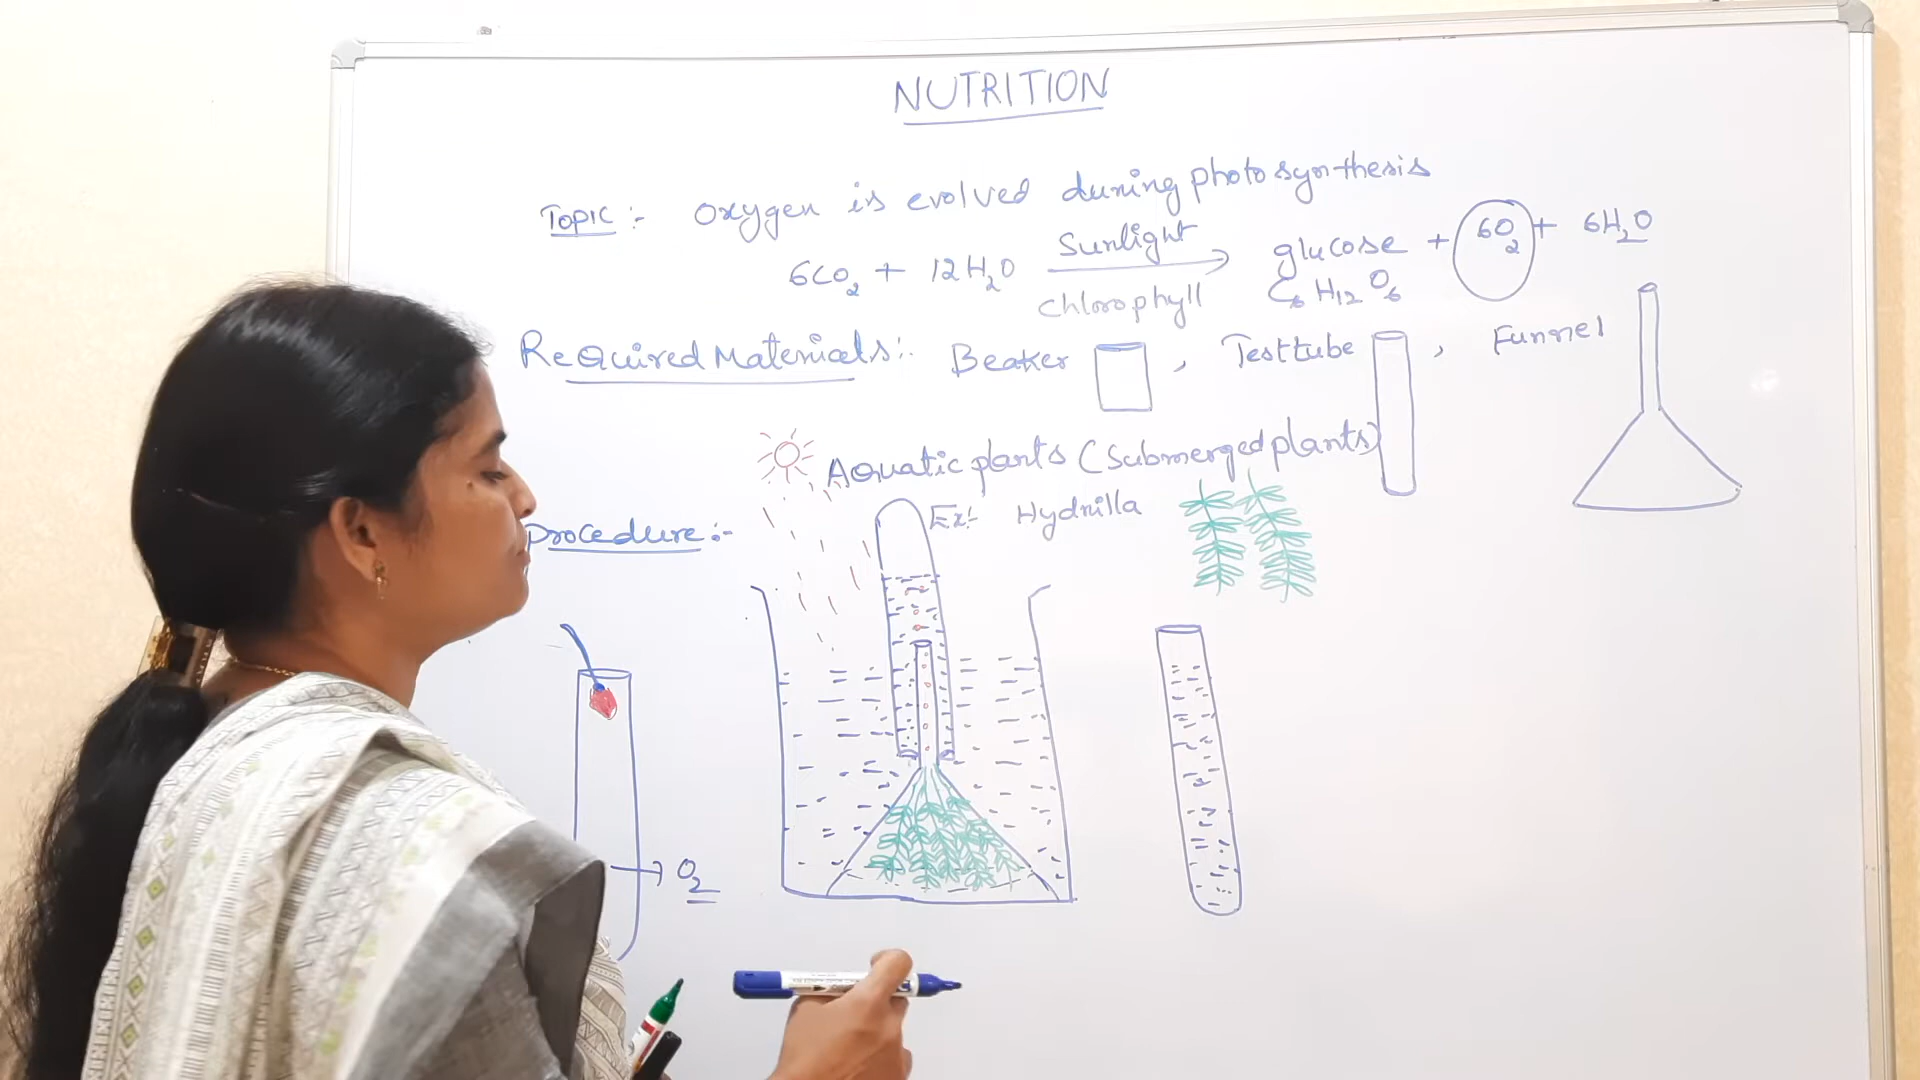 NUTRITION
Topic :- Oxygen is evolved during photosynthesis
6CO2 + 12H2O Sunlight chlorophyll glucose C6H12O6 + 6O2 + 6H2O
Required Materials:- Beaker , Testtube , Funnel
Aquatic plants (Submerged plants)
Ex:- Hydrilla
Procedure :-
O2